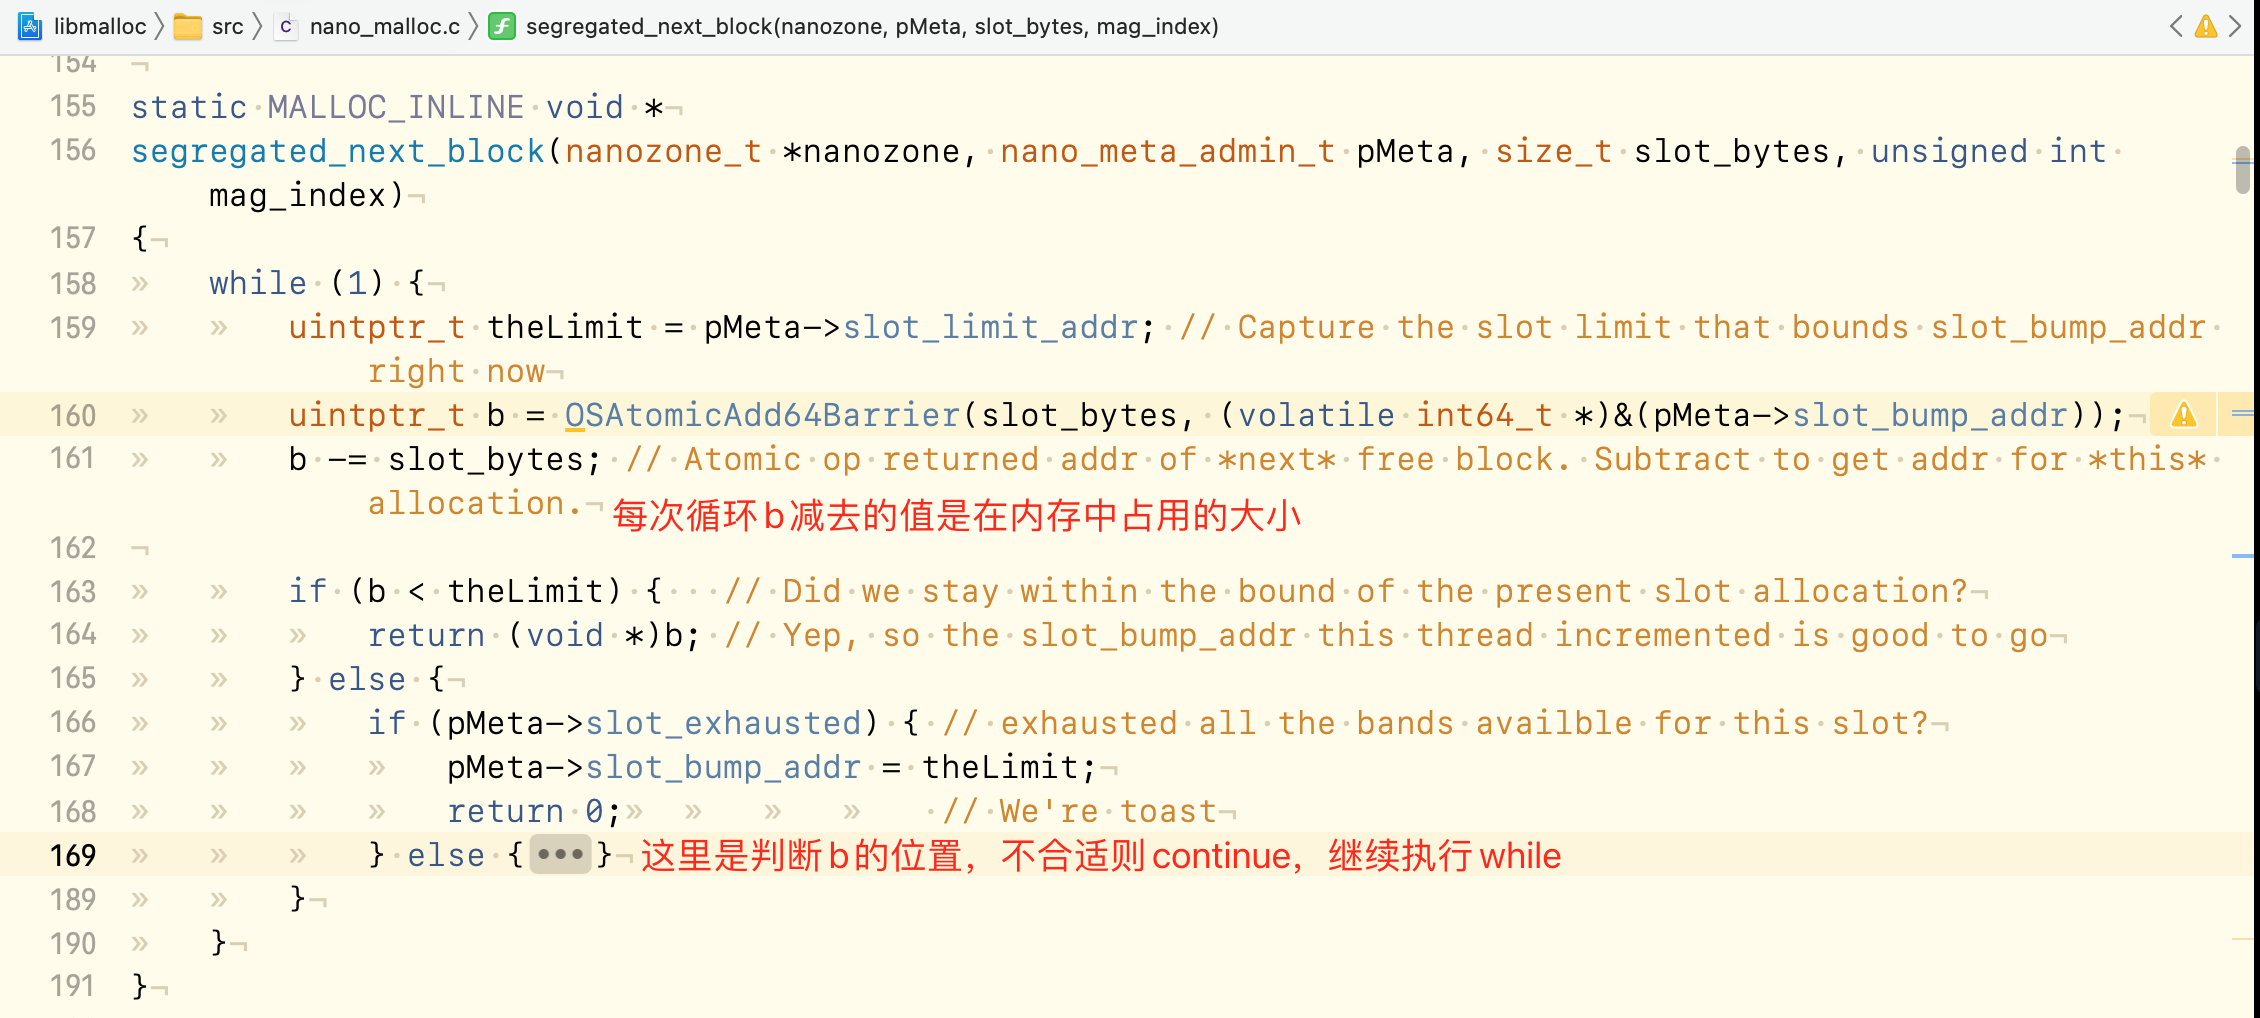 libmalloc 〉 src 〉 C nano_malloc.c 〉 f segregated_next_block(nanozone, pMeta, slot_bytes, mag_index)
154
155 static MALLOC_INLINE void *
156 segregated_next_block(nanozone_t *nanozone, nano_meta_admin_t pMeta, size_t slot_bytes, unsigned int
mag_index)
157 {
158 while (1) {
159 uintptr_t theLimit = pMeta->slot_limit_addr; // Capture the slot limit that bounds slot_bump_addr
right now
160 uintptr_t b = OSAtomicAdd64Barrier(slot_bytes, (volatile int64_t *)&(pMeta->slot_bump_addr));
161 b -= slot_bytes; // Atomic op returned addr of *next* free block. Subtract to get addr for *this*
allocation. 每次循环b减去的值是在内存中占用的大小
162
163 if (b < theLimit) { // Did we stay within the bound of the present slot allocation?
164 return (void *)b; // Yep, so the slot_bump_addr this thread incremented is good to go
165 } else {
166 if (pMeta->slot_exhausted) { // exhausted all the bands availble for this slot?
167 pMeta->slot_bump_addr = theLimit;
168 return 0; // We're toast
169 } else {•••} 这里是判断b的位置，不合适则continue，继续执行while
189 }
190 }
191 }